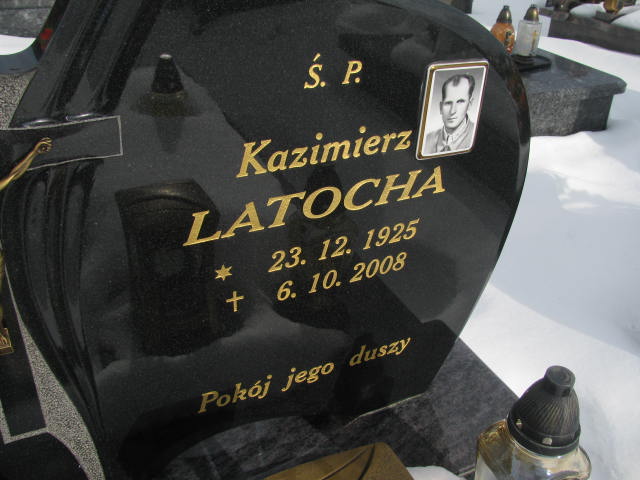 Ś. P.
Kazimierz
LATOCHA
* 23. 12. 1925
✝ 6. 10. 2008
Pokój jego duszy